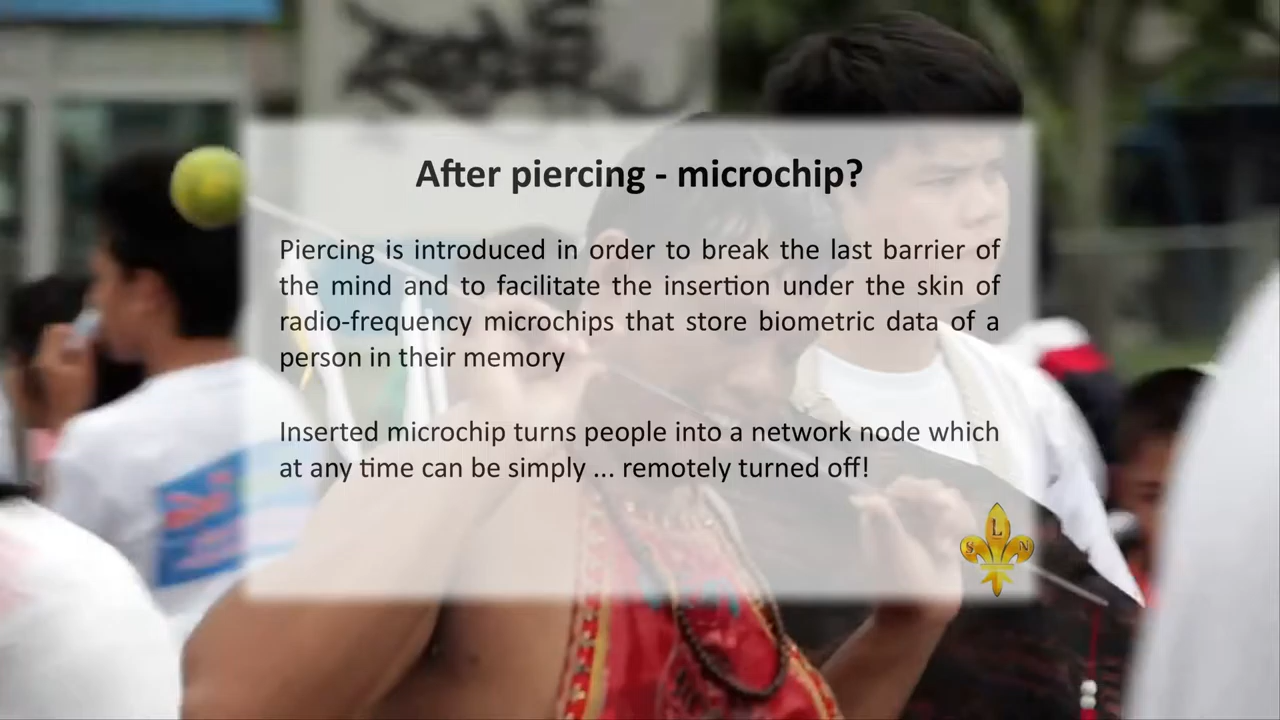 After piercing - microchip?
Piercing is introduced in order to break the last barrier of
the mind and to facilitate the insertion under the skin of
radio-frequency microchips that store biometric data of a
person in their memory
Inserted microchip turns people into a network node which
at any time can be simply ... remotely turned off!
S L N